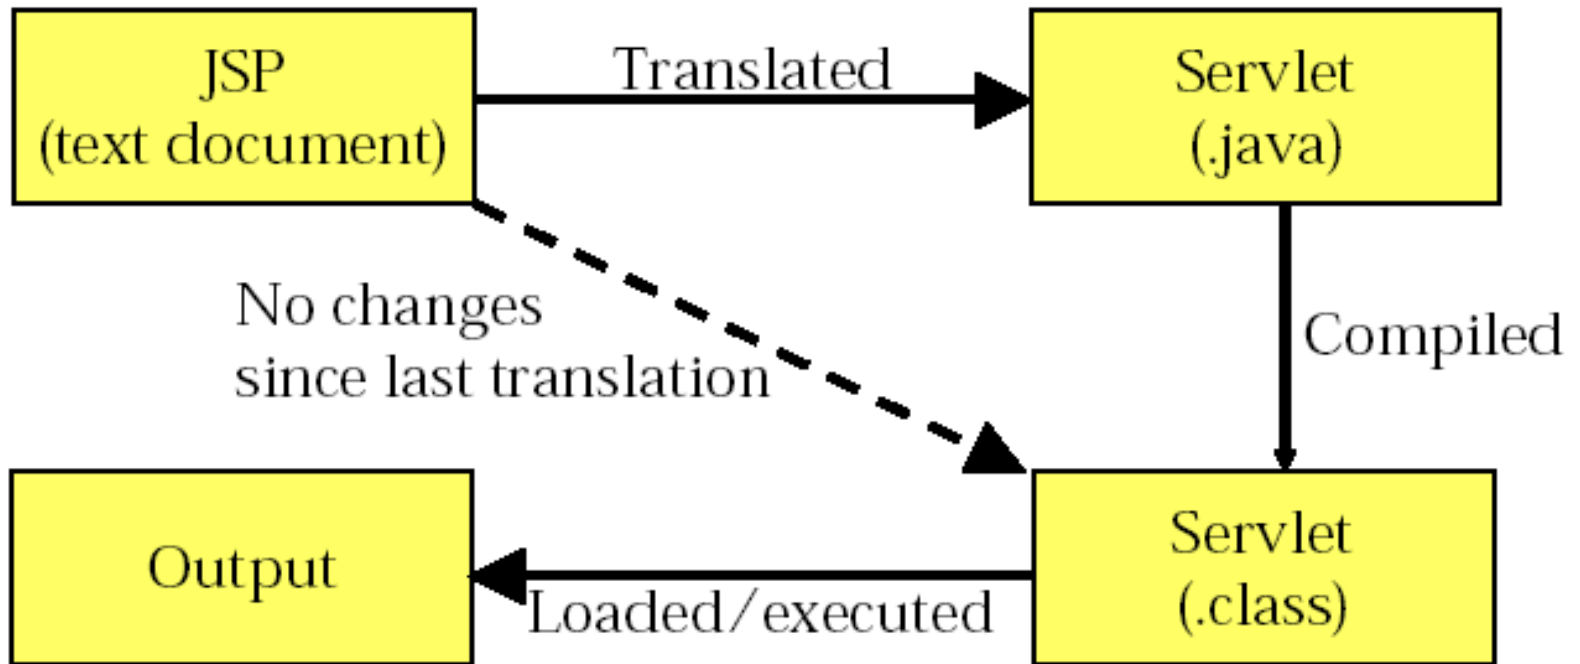 JSP
(text document)
Translated
Servlet
(.java)
No changes
since last translation
Compiled
Output
Loaded/executed
Servlet
(.class)